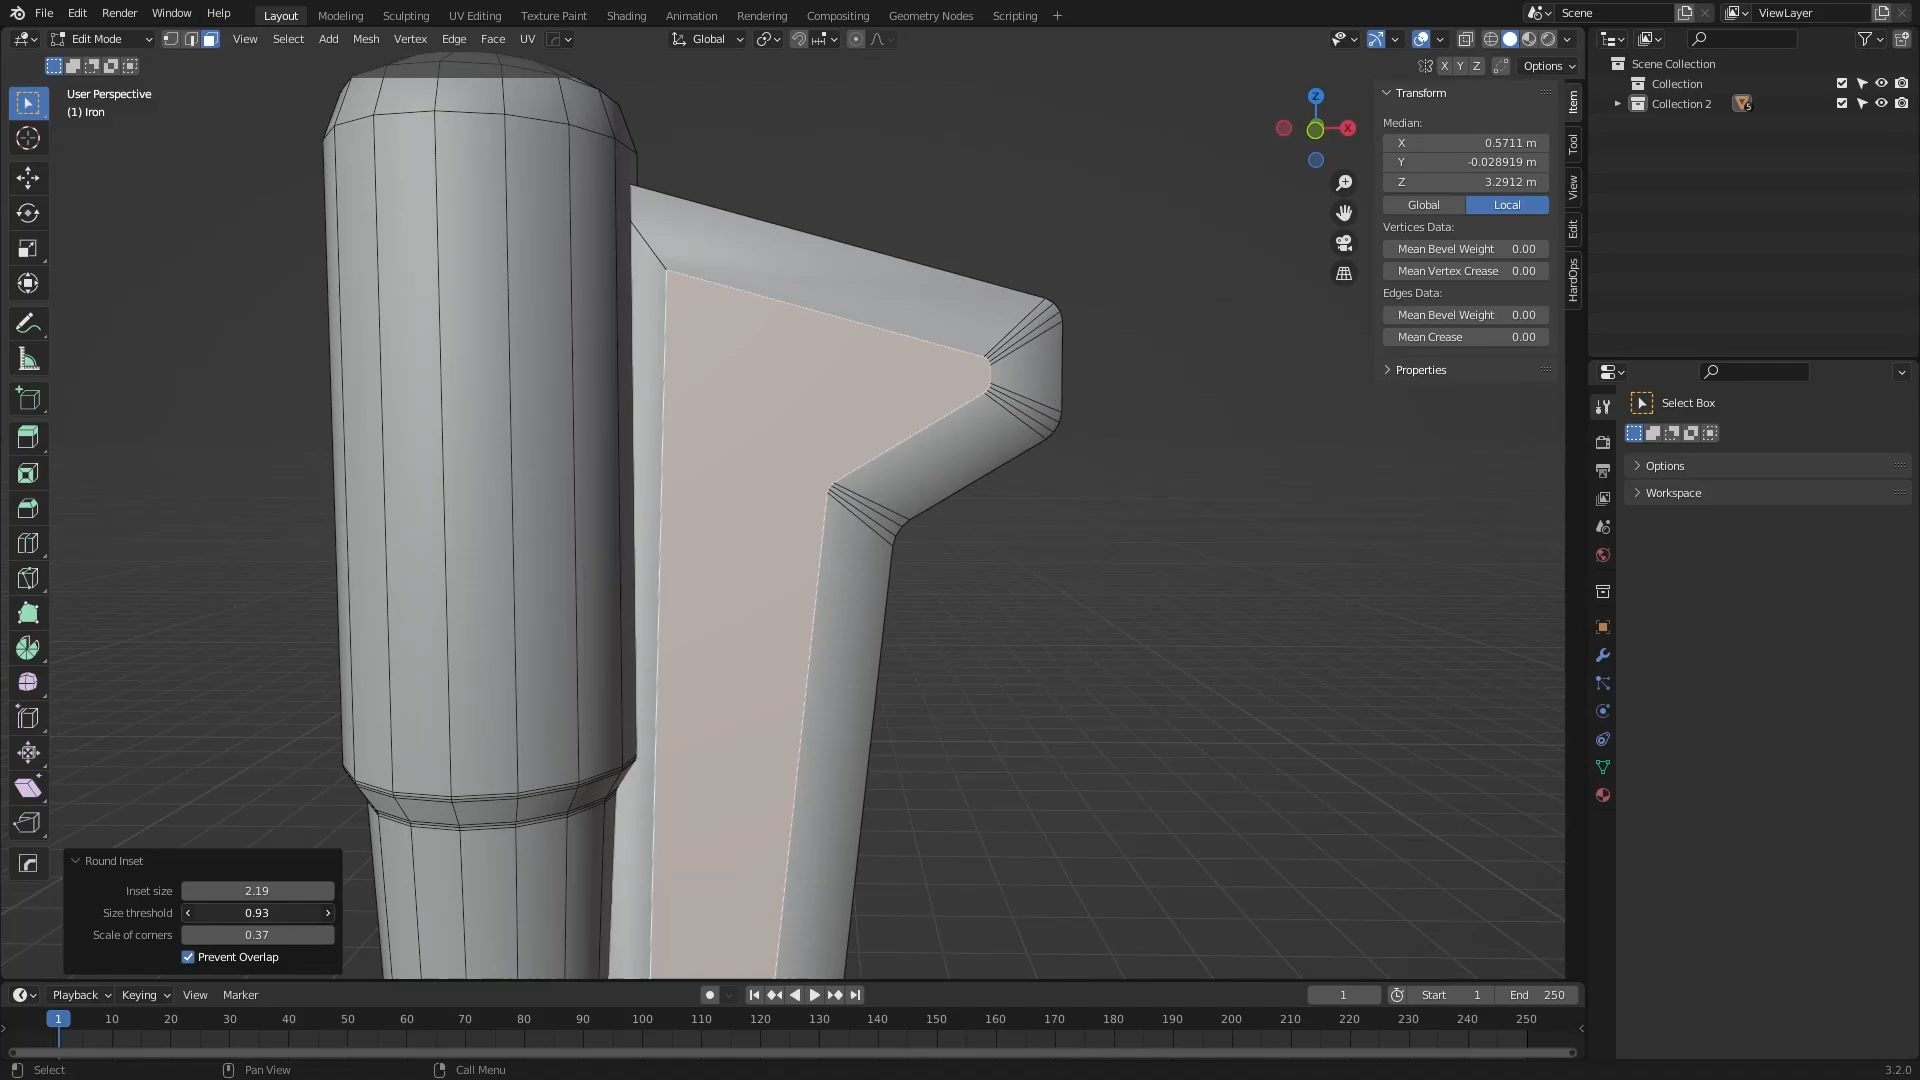 File Edit Render Window Help Layout Modeling Sculpting UV Editing Texture Paint Shading Animation Rendering Compositing Geometry Nodes Scripting + Scene ViewLayer
Edit Mode View Select Add Mesh Vertex Edge Face UV Global
X Y Z Options
User Perspective
(1) Iron
Z
X
Transform
Median:
X 0.5711 m
Y -0.028919 m
Z 3.2912 m
Global Local
Vertices Data:
Mean Bevel Weight 0.00
Mean Vertex Crease 0.00
Edges Data:
Mean Bevel Weight 0.00
Mean Crease 0.00
Properties
Item
Tool
View
Edit
HardOps
Scene Collection
Collection
Collection 2 5
Select Box
Options
Workspace
Round Inset
Inset size 2.19
Size threshold 0.93
Scale of corners 0.37
Prevent Overlap
Playback Keying View Marker 1 Start 1 End 250
1 10 20 30 40 50 60 70 80 90 100 110 120 130 140 150 160 170 180 190 200 210 220 230 240 250
Select Pan View Call Menu 3.2.0